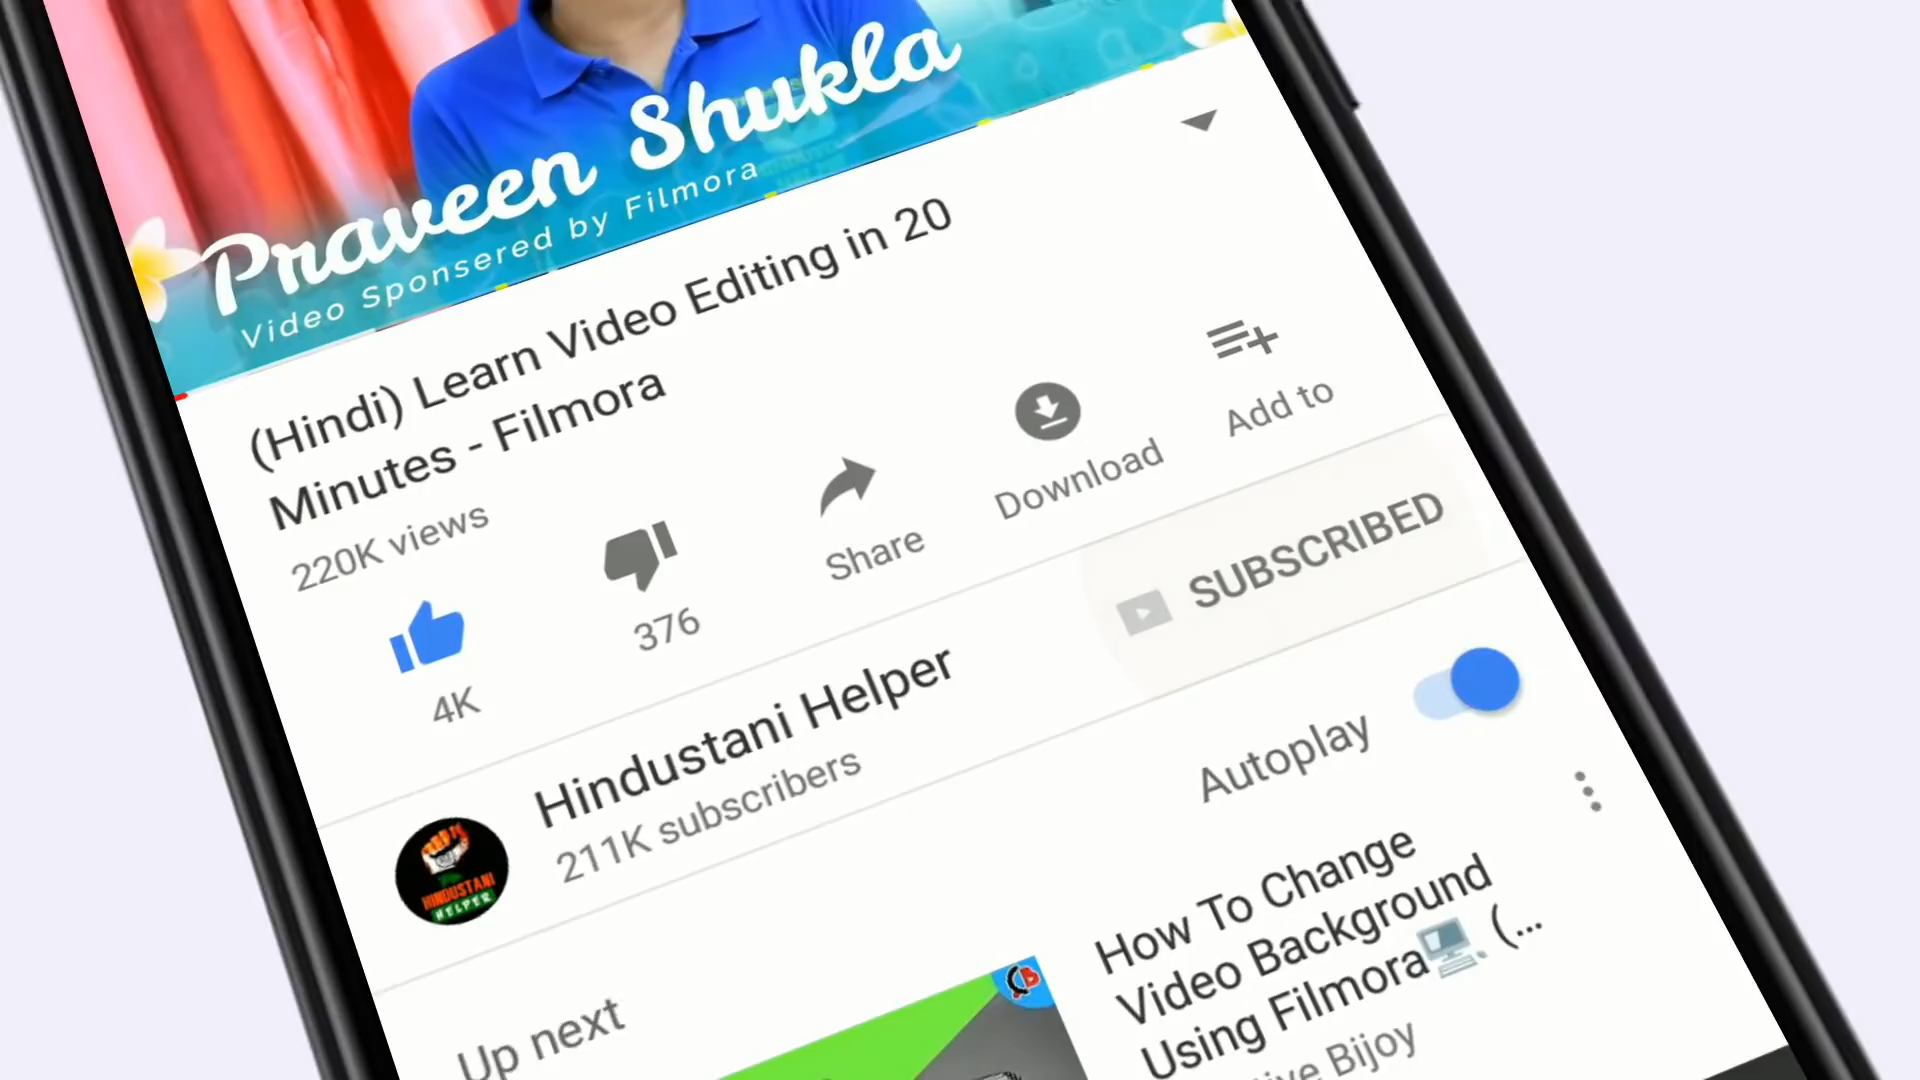 Praveen Shukla
Video Sponsered by Filmora
(Hindi) Learn Video Editing in 20
Minutes - Filmora
220K views
4K
376
Share
Download
Add to
Hindustani Helper
211K subscribers
SUBSCRIBED
HINDUSTANI
HELPER
Autoplay
Up next
How To Change
Video Background
Using Filmora🖥️ (...
Bijoy